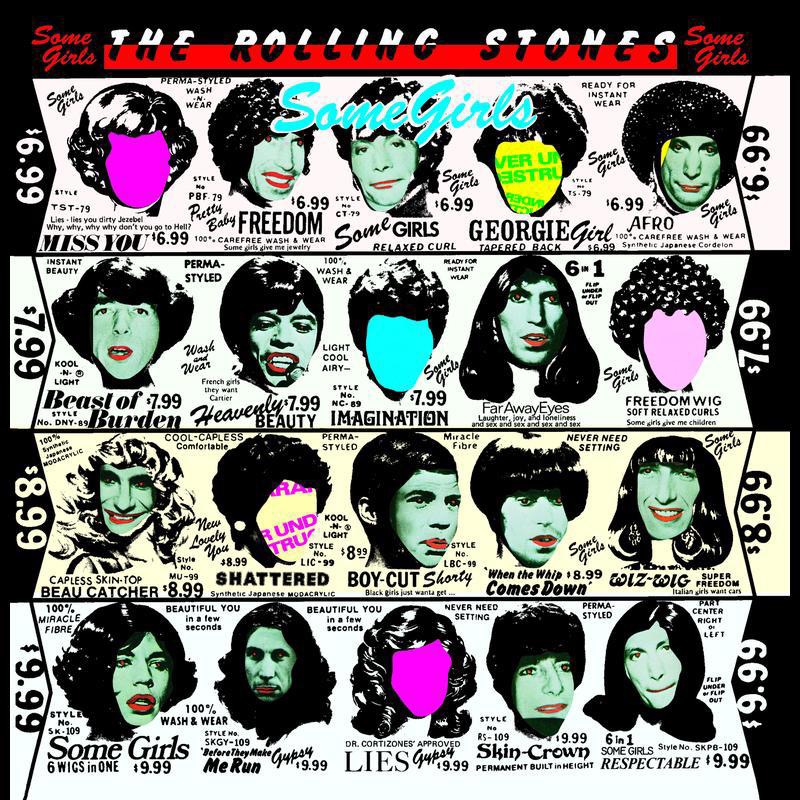 Some Girls
THE ROLLING STONES
Some Girls
SomeGirls
$6.99
Some Girls
STYLE
TST-79
Lies - lies you dirty Jezebel
Why, why, why why don't you go to Hell?
MISS YOU $6.99
PERMA-STYLED
WASH
-N-
WEAR
STYLE
No
PBF-79
Pretty Baby
FREEDOM
$6.99
100% CAREFREE WASH & WEAR
Some girls give me jewelry
STYLE
No
CT-79
Some GIRLS
RELAXED CURL
$6.99
Some Girls
VER UN
ESTRU
STYLE
No
TS-79
GEORGIE Girl
TAPERED BACK $6.99
READY FOR
INSTANT
WEAR
Some Girls
$6.99
AFRO
Some Girls
100% CAREFREE WASH & WEAR
Synthetic Japanese Cordelon
6.99$
$7.99
INSTANT
BEAUTY
KOOL
-N- ®
LIGHT
Beast of $7.99
Burden
STYLE
No. DNY-89
PERMA-
STYLED
Wash
and
Wear
French girls
they want
Cartier
Heavenly $7.99
BEAUTY
100%
WASH &
WEAR
LIGHT
COOL
AIRY—
STYLE
No.
NC-89
READY FOR
INSTANT
WEAR
Some Girls
$7.99
IMAGINATION
6 IN 1
FLIP
UNDER
or FLIP
OUT
Far Away Eyes
Laughter, joy, and loneliness
and sex and sex and sex and sex
Some Girls
FREEDOM WIG
SOFT RELAXED CURLS
Some girls give me children
7.99$
$8.99
100%
Synthetic
Japanese
MODACRYLIC
Style
No.
MU-99
CAPLESS SKIN-TOP
BEAU CATCHER $8.99
COOL-CAPLESS
Comfortable
New
Lovely
You
$8.99
KOOL
-N- ®
LIGHT
STYLE
No.
LIC-99
R UND
TRUC
SHATTERED
Synthetic Japanese MODACRYLIC
PERMA-
STYLED
$8.99
STYLE
No.
LBC-99
BOY-CUT Shorty
Black girls just wanta get ...
Miracle
Fibre
Some Girls
'When the Whip $8.99
Comes Down'
NEVER NEED
SETTING
Some Girls
WIZ-WIG
SUPER
FREEDOM
Italian girls want cars
8.99$
$9.99
100%
MIRACLE
FIBRE
STYLE
No.
SK-109
Some Girls
6 WIGS in ONE $9.99
BEAUTIFUL YOU
in a few
seconds
100%
WASH & WEAR
STYLE No.
SKGY-109
"Before They Make Gypsy
Me Run $9.99
BEAUTIFUL YOU
in a few
seconds
DR. CORTIZONES' APPROVED
LIES Gypsy
$9.99
NEVER NEED
SETTING
STYLE
No
RS-109
$9.99
Skin-Crown
PERMANENT BUILT in HEIGHT
PERMA-
STYLED
PART
CENTER
RIGHT
or
LEFT
FLIP
UNDER or
FLIP OUT
6 in 1
SOME GIRLS
Style No. SKPB-109
RESPECTABLE $9.99
9.99$